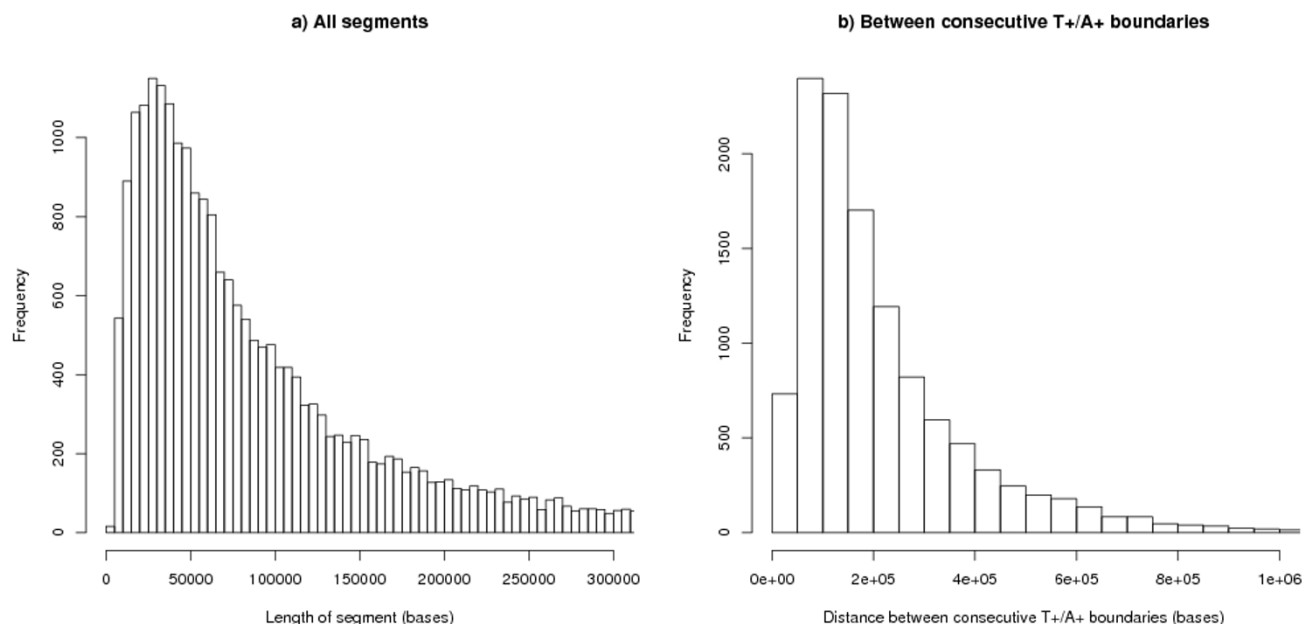 a) All segments
Frequency
0
200
400
600
800
1000
0 50000 100000 150000 200000 250000 300000
Length of segment (bases)
b) Between consecutive T+/A+ boundaries
Frequency
0
500
1000
1500
2000
0e+00 2e+05 4e+05 6e+05 8e+05 1e+06
Distance between consecutive T+/A+ boundaries (bases)